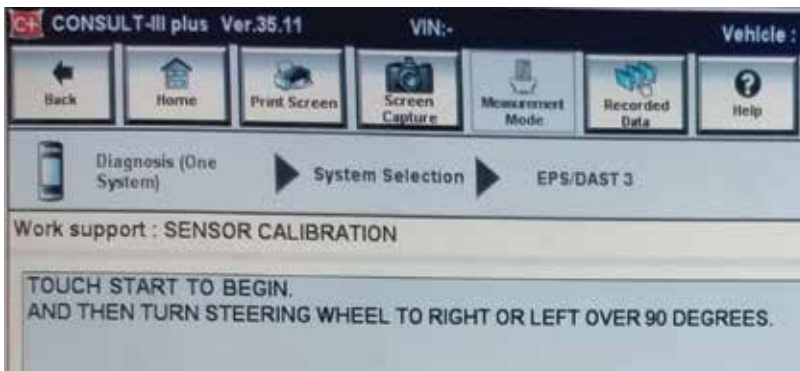 C+ CONSULT-III plus Ver.35.11 VIN:- Vehicle :
Back Home Print Screen Screen Capture Measurement Mode Recorded Data Help
Diagnosis (One System) System Selection EPS/DAST 3
Work support : SENSOR CALIBRATION
TOUCH START TO BEGIN.
AND THEN TURN STEERING WHEEL TO RIGHT OR LEFT OVER 90 DEGREES.